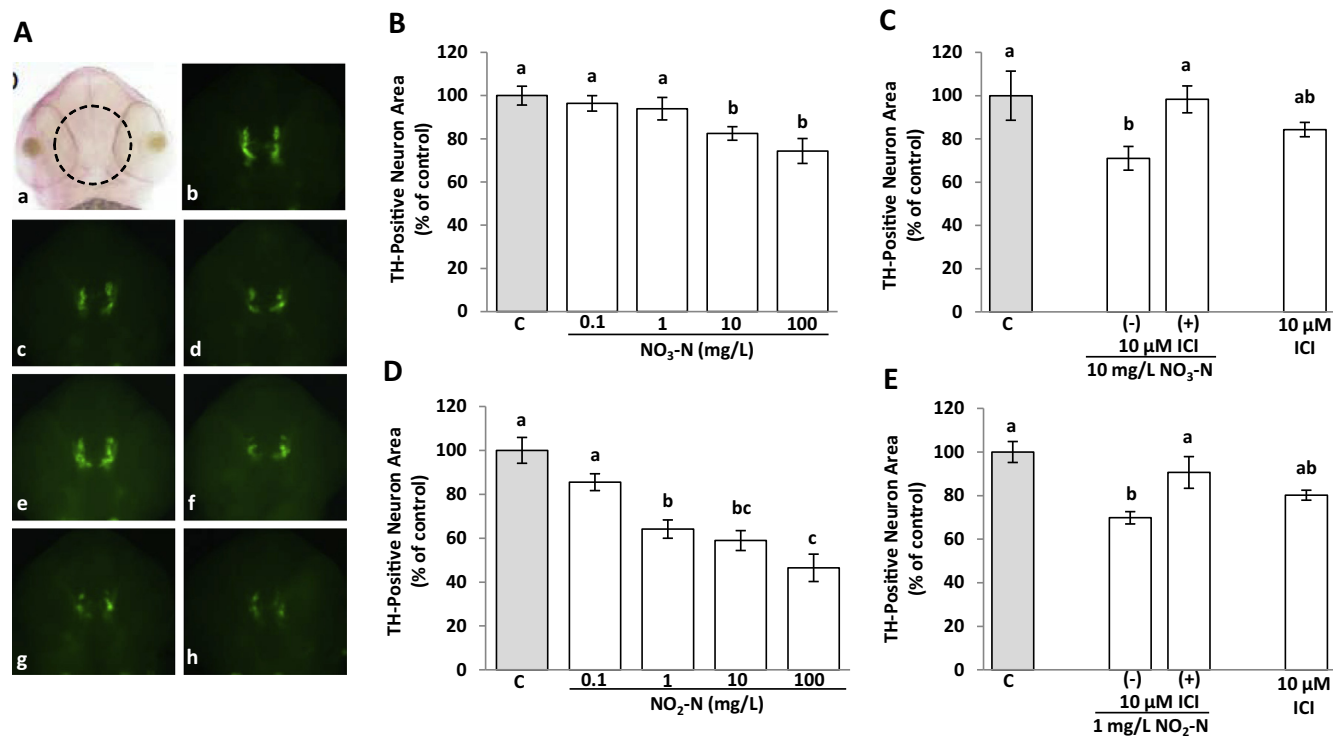 A
)
a
b
c
d
e
f
g
h
B
TH-Positive Neuron Area
(% of control)
120
100
80
60
40
20
0
a
a
a
b
b
C
0.1
1
10
100
NO₃-N (mg/L)
C
TH-Positive Neuron Area
(% of control)
120
100
80
60
40
20
0
a
b
a
ab
C
(-)
(+)
10 µM ICI
10 mg/L NO₃-N
10 µM
ICI
D
TH-Positive Neuron Area
(% of control)
120
100
80
60
40
20
0
a
a
b
bc
c
C
0.1
1
10
100
NO₂-N (mg/L)
E
TH-Positive Neuron Area
(% of control)
120
100
80
60
40
20
0
a
b
a
ab
C
(-)
(+)
10 µM ICI
1 mg/L NO₂-N
10 µM
ICI